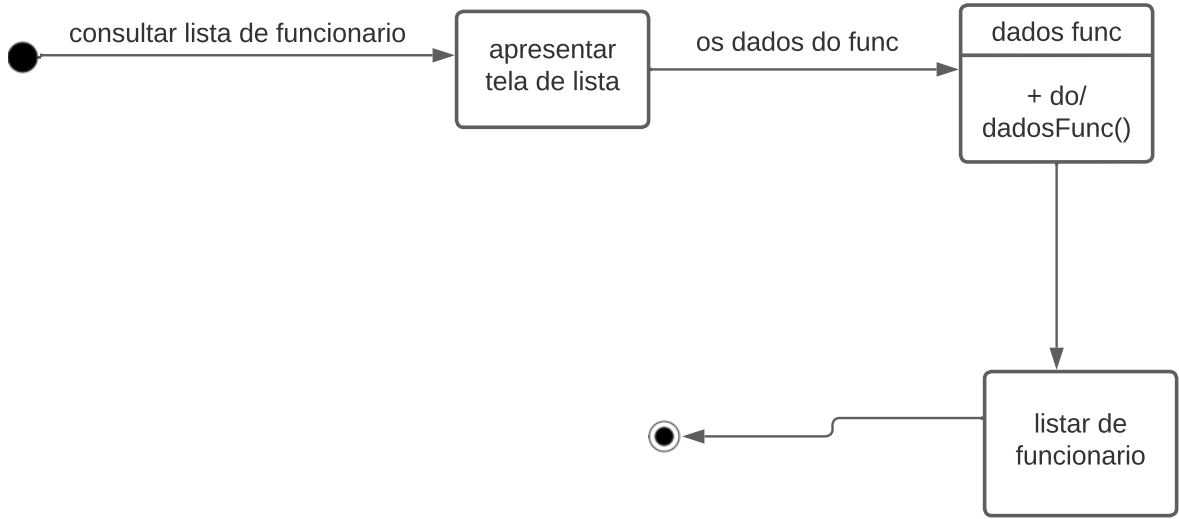 consultar lista de funcionario
apresentar
tela de lista
os dados do func
dados func
+ do/
dadosFunc()
listar de
funcionario